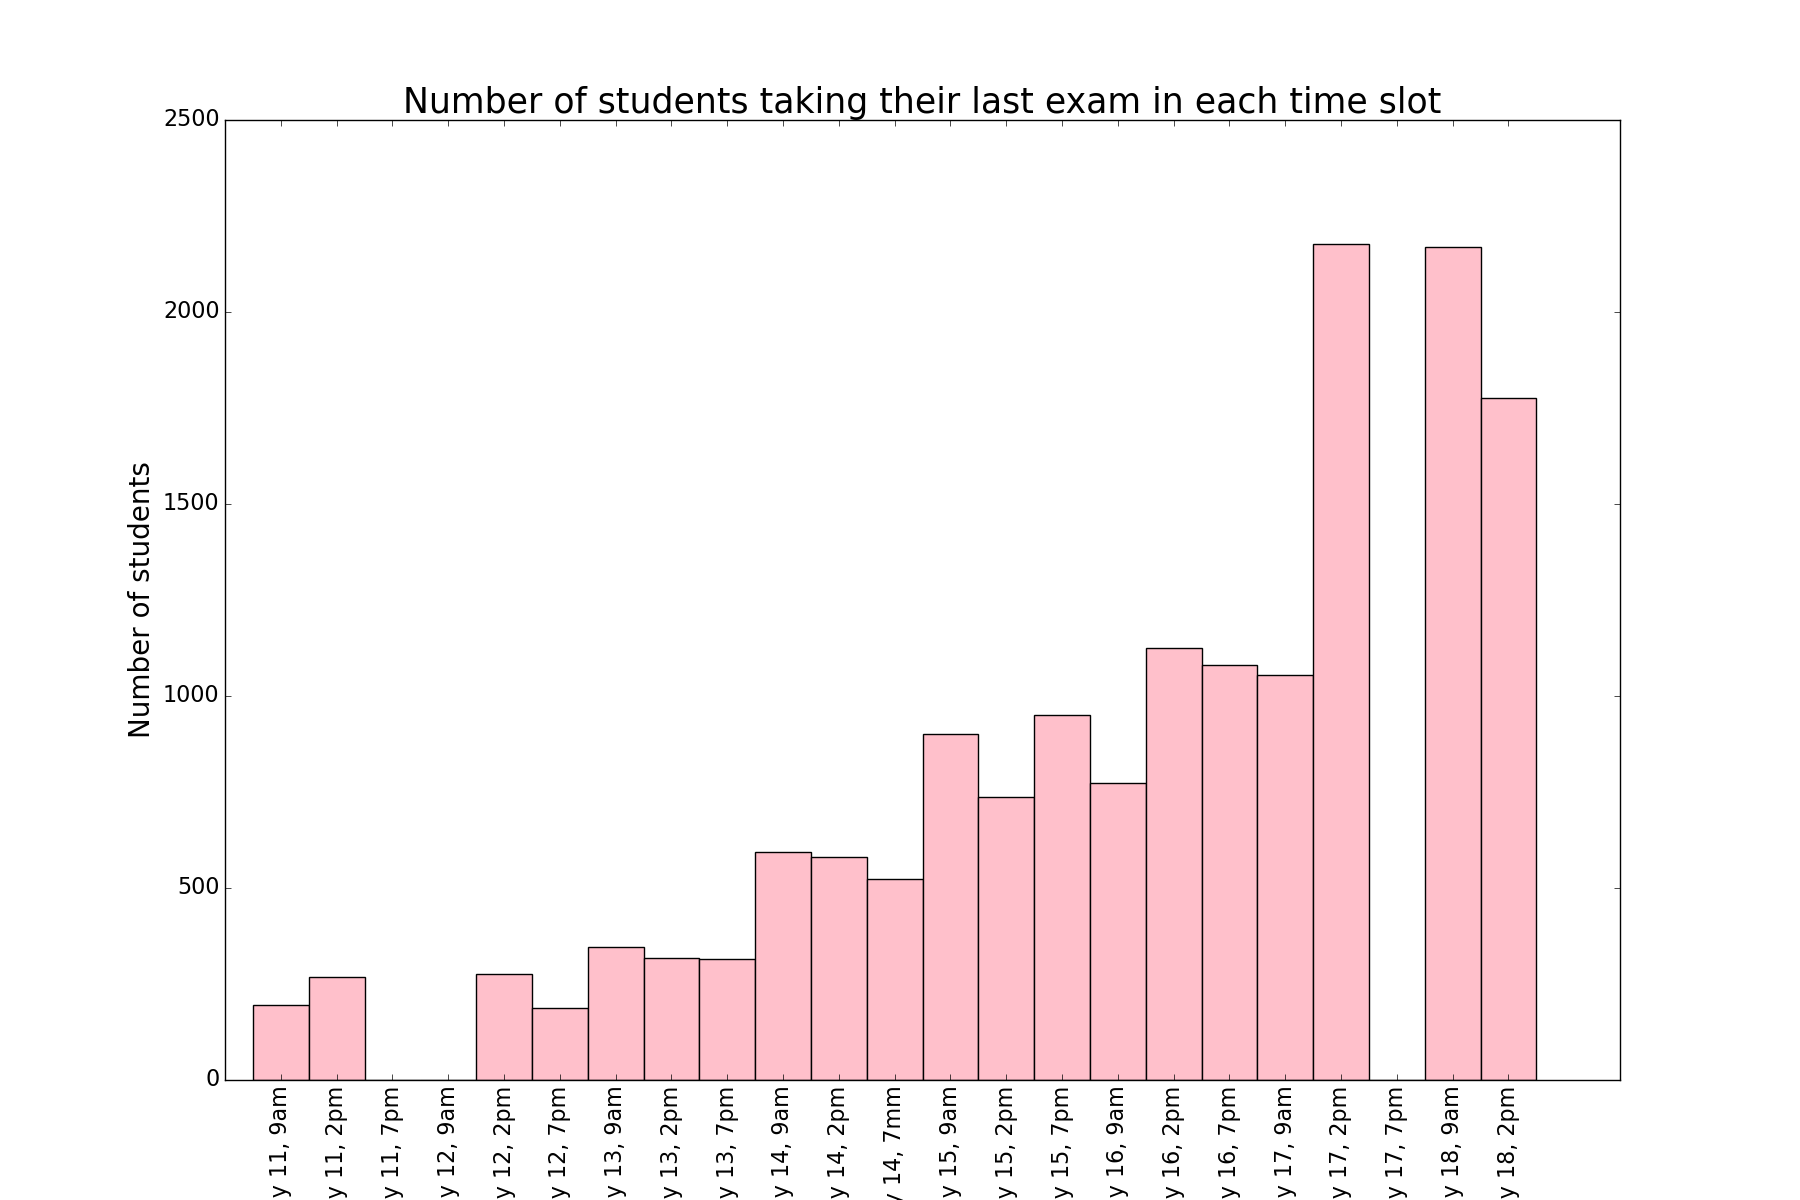 Number of students taking their last exam in each time slot
Number of students
2500
2000
1500
1000
500
0
y 11, 9am
y 11, 2pm
y 11, 7pm
y 12, 9am
y 12, 2pm
y 12, 7pm
y 13, 9am
y 13, 2pm
y 13, 7pm
y 14, 9am
y 14, 2pm
y 14, 7mm
y 15, 9am
y 15, 2pm
y 15, 7pm
y 16, 9am
y 16, 2pm
y 16, 7pm
y 17, 9am
y 17, 2pm
y 17, 7pm
y 18, 9am
y 18, 2pm